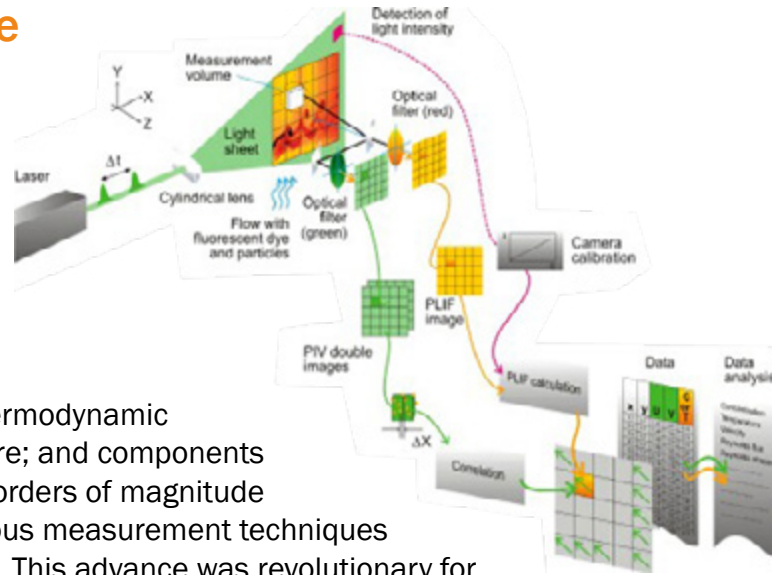 e
Detection of
light intensity
Measurement
volume
Y
X
Z
Optical
filter (red)
Light
sheet
Laser
Δt
Cylindrical lens
Optical
filter
(green)
Flow with
fluorescent dye
and particles
Camera
calibration
PLIF
image
PIV double
images
Data
Data
analysis
PLIF calculation
x y U V
ΔX
Correlation
ermodynamic
re; and components
orders of magnitude
ous measurement techniques
. This advance was revolutionary for